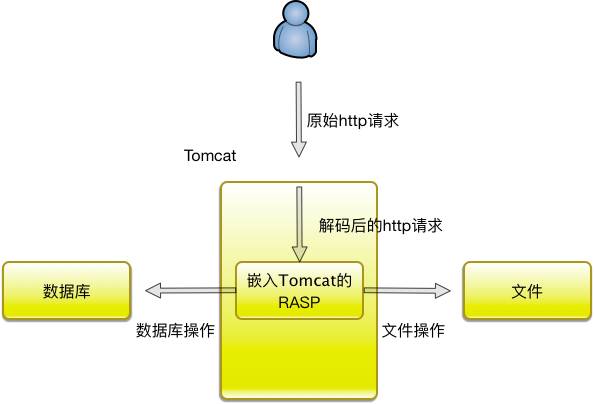 原始http请求
Tomcat
解码后的http请求
数据库
嵌入Tomcat的
RASP
文件
数据库操作
文件操作